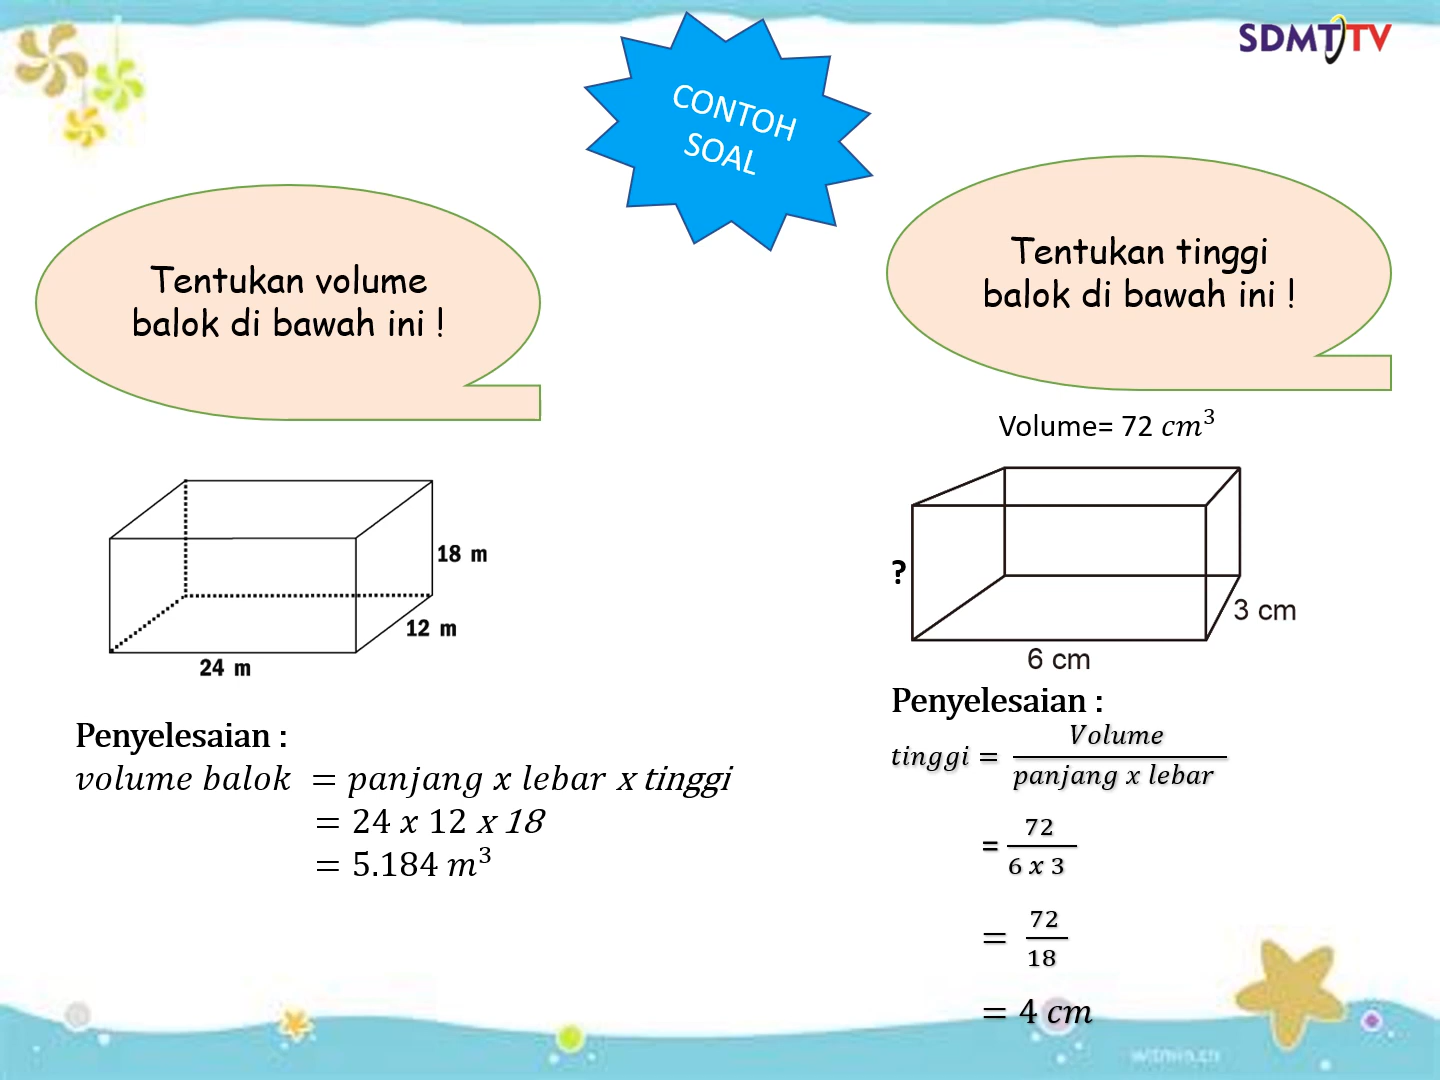 SDMT TV
CONTOH
SOAL
Tentukan volume
balok di bawah ini !
18 m
12 m
24 m
Penyelesaian :
volume balok = panjang x lebar x tinggi
= 24 x 12 x 18
= 5.184 m³
Tentukan tinggi
balok di bawah ini !
Volume= 72 cm³
?
3 cm
6 cm
Penyelesaian :
tinggi = Volume / panjang x lebar
= 72 / 6 x 3
= 72 / 18
= 4 cm